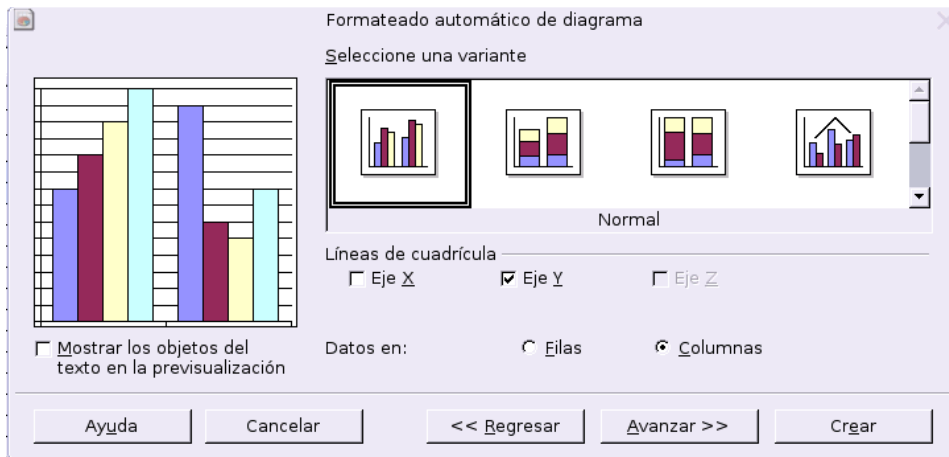 Formateado automático de diagrama
Seleccione una variante
Normal
Líneas de cuadrícula
Eje X
Eje Y
Eje Z
Mostrar los objetos del
texto en la previsualización
Datos en:
Filas
Columnas
Ayuda
Cancelar
<< Regresar
Avanzar >>
Crear